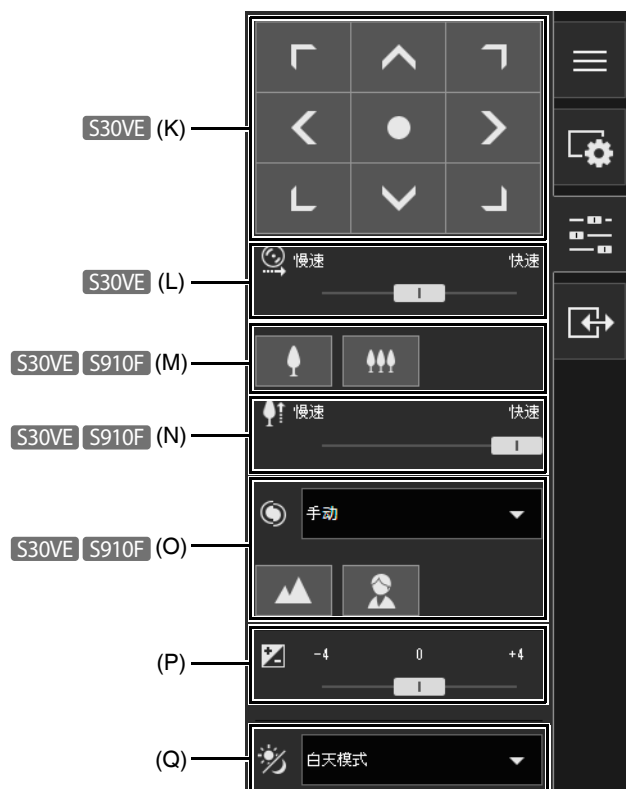 S30VE (K)
S30VE (L)
慢速 快速
S30VE S910F (M)
S30VE S910F (N)
慢速 快速
手动
S30VE S910F (O)
(P)
-4 0 +4
(Q)
白天模式